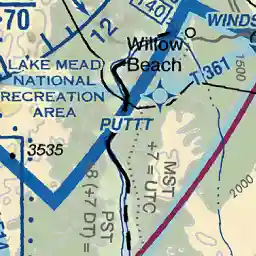 -70
12
140
WINDS
Willow
Beach
T 361
1500
LAKE MEAD
NATIONAL
RECREATION
AREA
PUTTT
3535
PST
8 (+7 DT) =
MST
+7 = UTC
2000